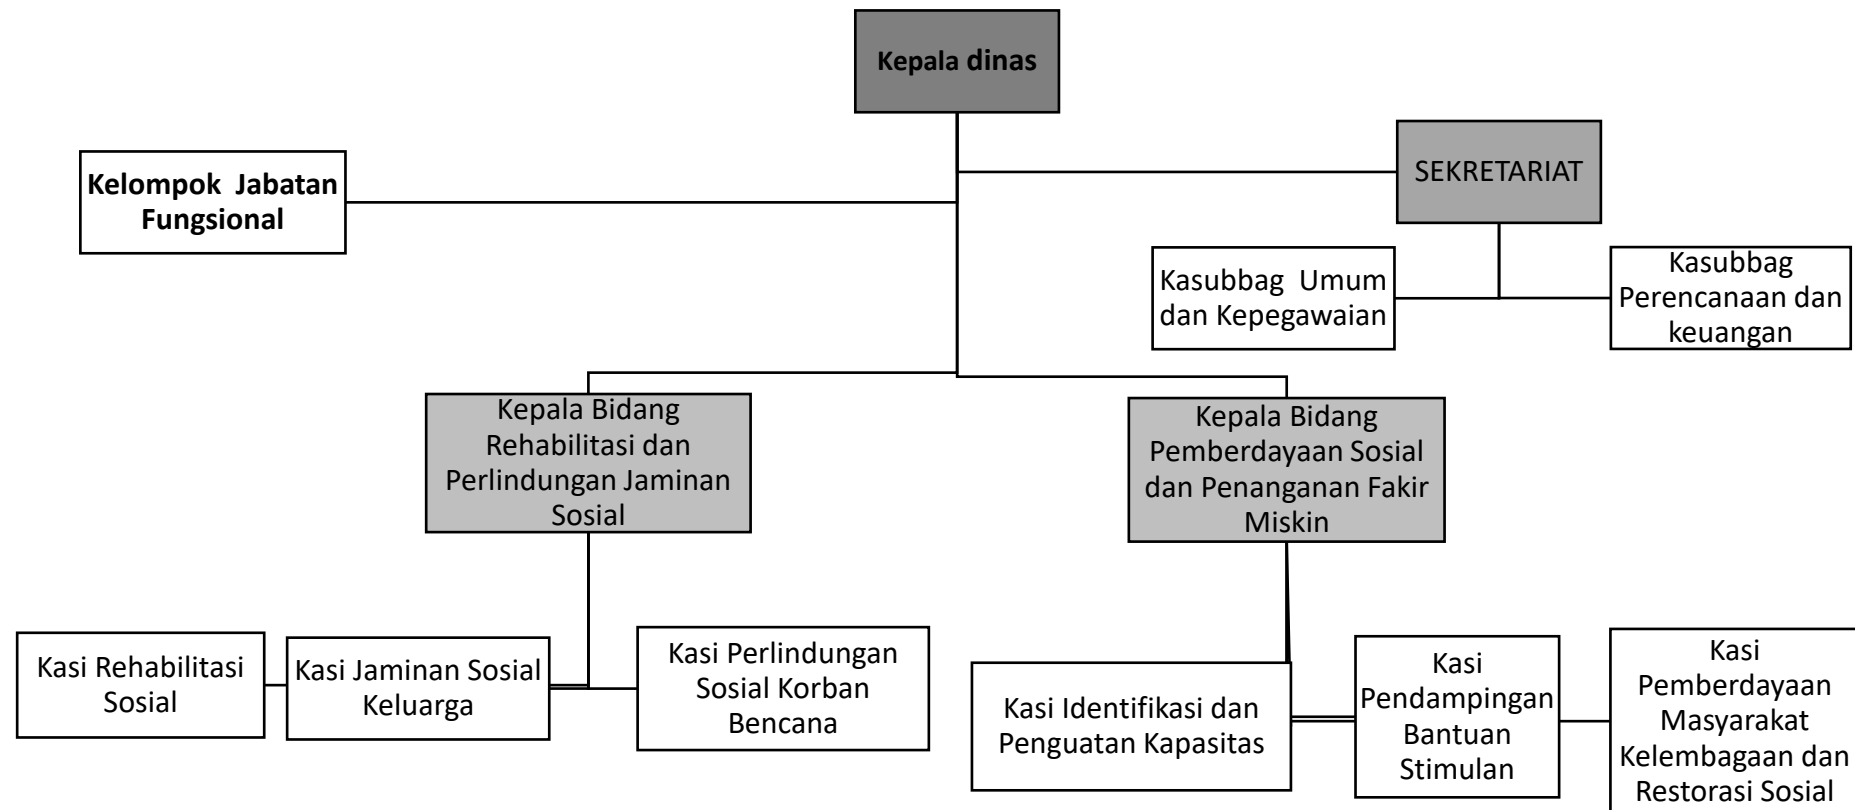 Kepala dinas
SEKRETARIAT
Kelompok Jabatan
Fungsional
Kasubbag Umum
dan Kepegawaian
Kasubbag
Perencanaan dan
keuangan
Kepala Bidang
Rehabilitasi dan
Perlindungan Jaminan
Sosial
Kepala Bidang
Pemberdayaan Sosial
dan Penanganan Fakir
Miskin
Kasi Rehabilitasi
Sosial
Kasi Jaminan Sosial
Keluarga
Kasi Perlindungan
Sosial Korban
Bencana
Kasi Identifikasi dan
Penguatan Kapasitas
Kasi
Pendampingan
Bantuan
Stimulan
Kasi
Pemberdayaan
Masyarakat
Kelembagaan dan
Restorasi Sosial